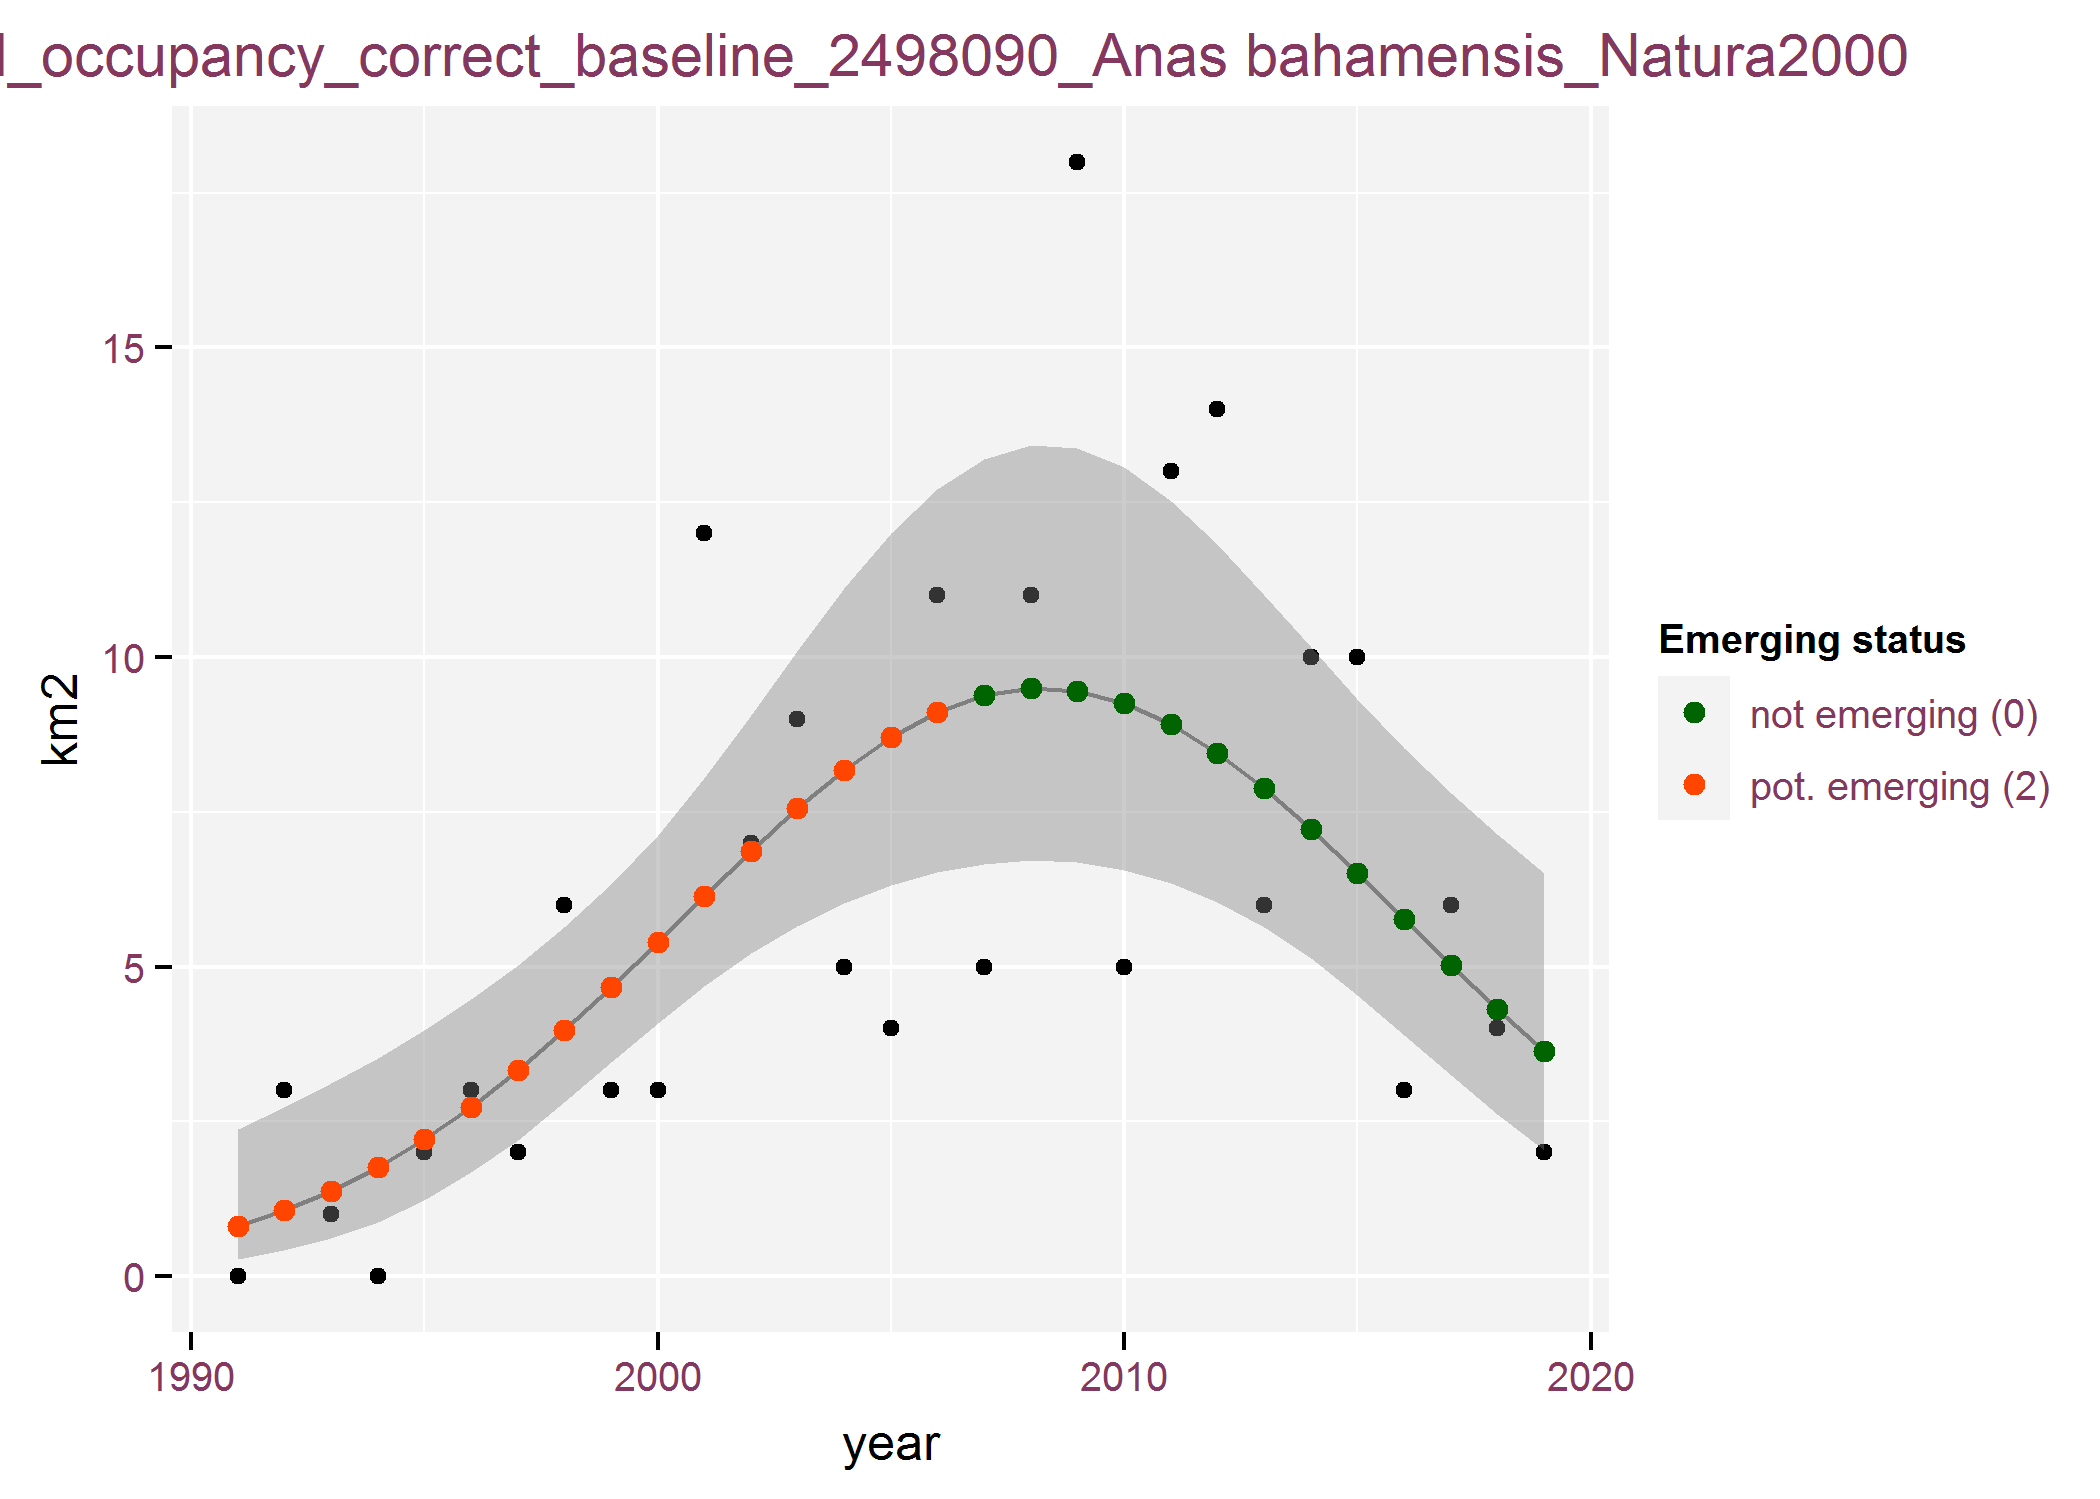 _occupancy_correct_baseline_2498090_Anas bahamensis_Natura2000
15
10
5
0
km2
1990
2000
2010
2020
year
Emerging status
not emerging (0)
pot. emerging (2)